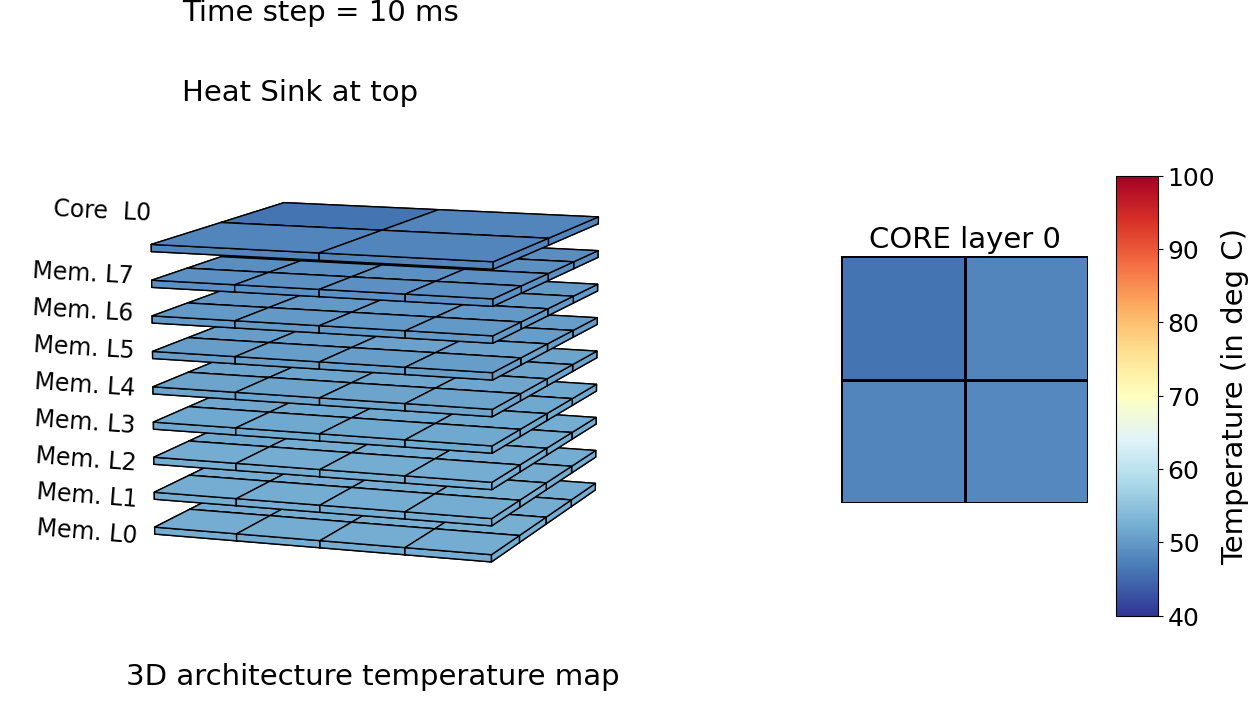 Time step = 10 ms
Heat Sink at top
Core  L0
Mem. L7
Mem. L6
Mem. L5
Mem. L4
Mem. L3
Mem. L2
Mem. L1
Mem. L0
3D architecture temperature map
CORE layer 0
100
90
80
70
60
50
40
Temperature (in deg C)